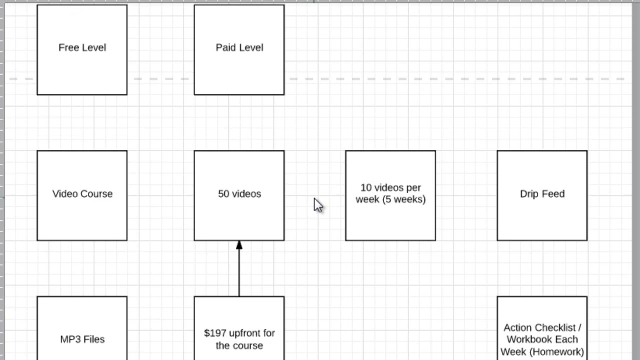 Free Level
Paid Level
Video Course
50 videos
10 videos per
week (5 weeks)
Drip Feed
MP3 Files
$197 upfront for
the course
Action Checklist /
Workbook Each
Week (Homework)